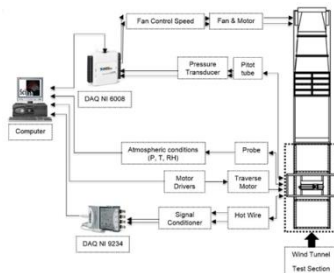 Fan Control Speed
Fan & Motor
Pressure
Transducer
Pitot
tube
DAQ NI 6008
Computer
Atmospheric conditions
(P, T, RH)
Probe
Motor
Drivers
Traverse
Motor
Signal
Conditioner
Hot Wire
DAQ NI 9234
Wind Tunnel
Test Section